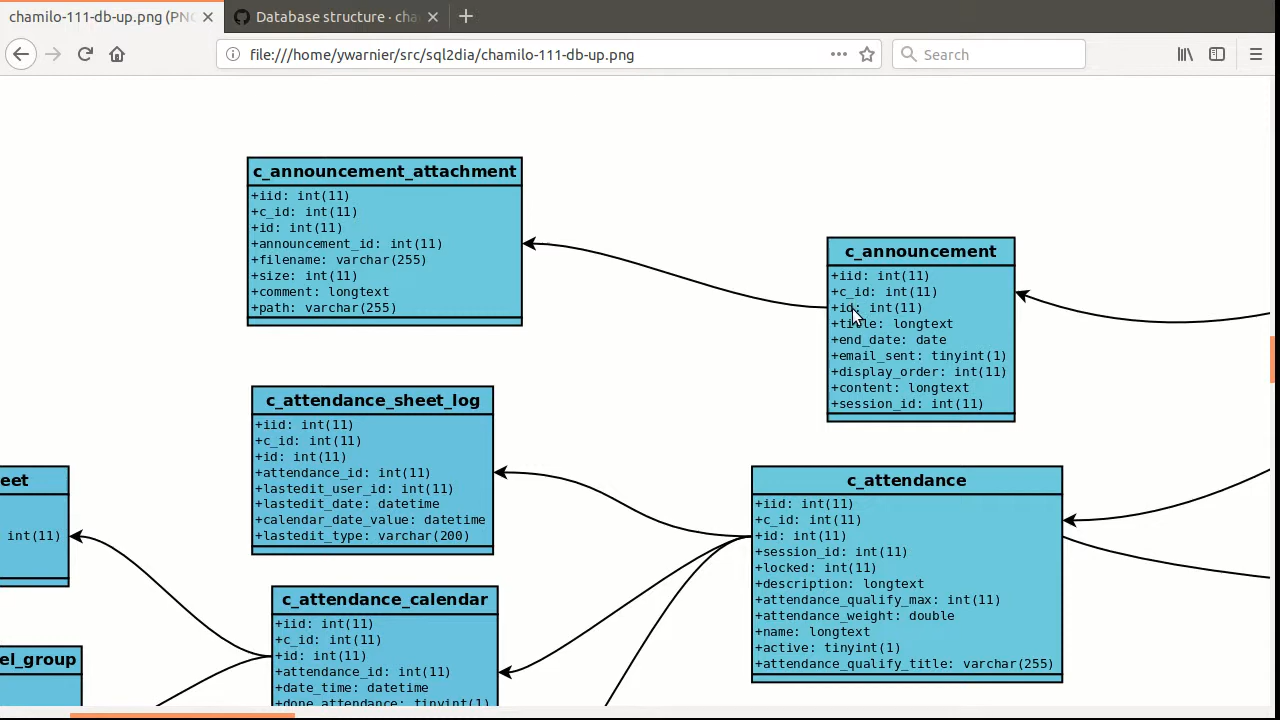 chamilo-111-db-up.png (PN
Database structure · cha
file:///home/ywarnier/src/sql2dia/chamilo-111-db-up.png
Search
c_announcement_attachment
+iid: int(11)
+c_id: int(11)
+id: int(11)
+announcement_id: int(11)
+filename: varchar(255)
+size: int(11)
+comment: longtext
+path: varchar(255)
c_announcement
+iid: int(11)
+c_id: int(11)
+id: int(11)
+title: longtext
+end_date: date
+email_sent: tinyint(1)
+display_order: int(11)
+content: longtext
+session_id: int(11)
c_attendance_sheet_log
+iid: int(11)
+c_id: int(11)
+id: int(11)
+attendance_id: int(11)
+lastedit_user_id: int(11)
+lastedit_date: datetime
+calendar_date_value: datetime
+lastedit_type: varchar(200)
eet
int(11)
c_attendance
+iid: int(11)
+c_id: int(11)
+id: int(11)
+session_id: int(11)
+locked: int(11)
+description: longtext
+attendance_qualify_max: int(11)
+attendance_weight: double
+name: longtext
+active: tinyint(1)
+attendance_qualify_title: varchar(255)
c_attendance_calendar
+iid: int(11)
+c_id: int(11)
+id: int(11)
+attendance_id: int(11)
+date_time: datetime
+done_attendance: tinyint(1)
el_group